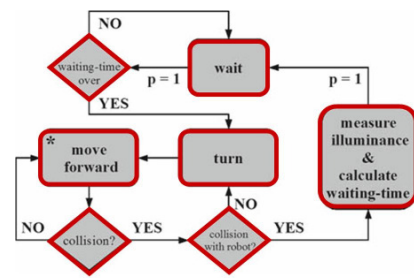 NO
waiting-time
over
wait
p = 1
p = 1
YES
measure
illuminance
&
calculate
waiting-time
*
move
forward
turn
NO
NO
collision?
YES
collision
with robot?
YES